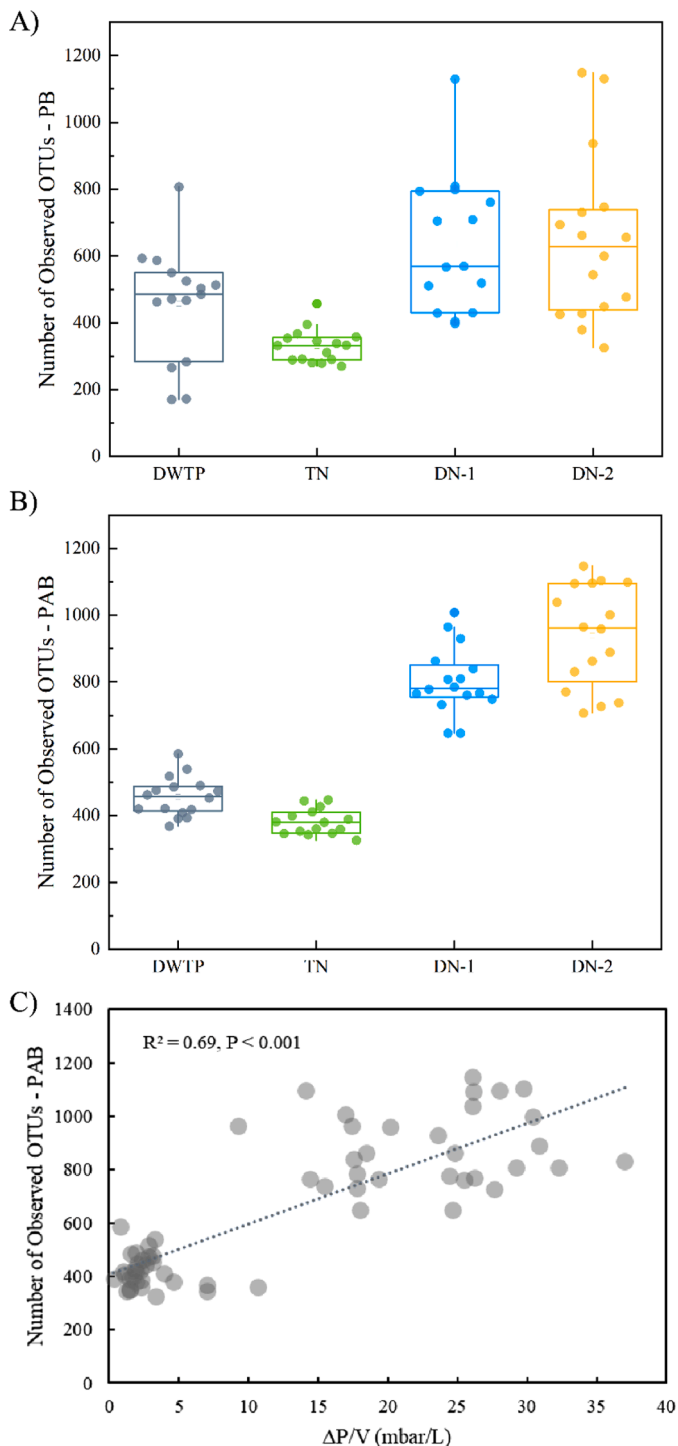 A)
Number of Observed OTUs - PB
1200
1000
800
600
400
200
0
DWTP TN DN-1 DN-2
B)
Number of Observed OTUs - PAB
1200
1000
800
600
400
200
0
DWTP TN DN-1 DN-2
C)
Number of Observed OTUs - PAB
1400
R² = 0.69, P < 0.001
1200
1000
800
600
400
200
0
0 5 10 15 20 25 30 35 40
ΔP/V (mbar/L)